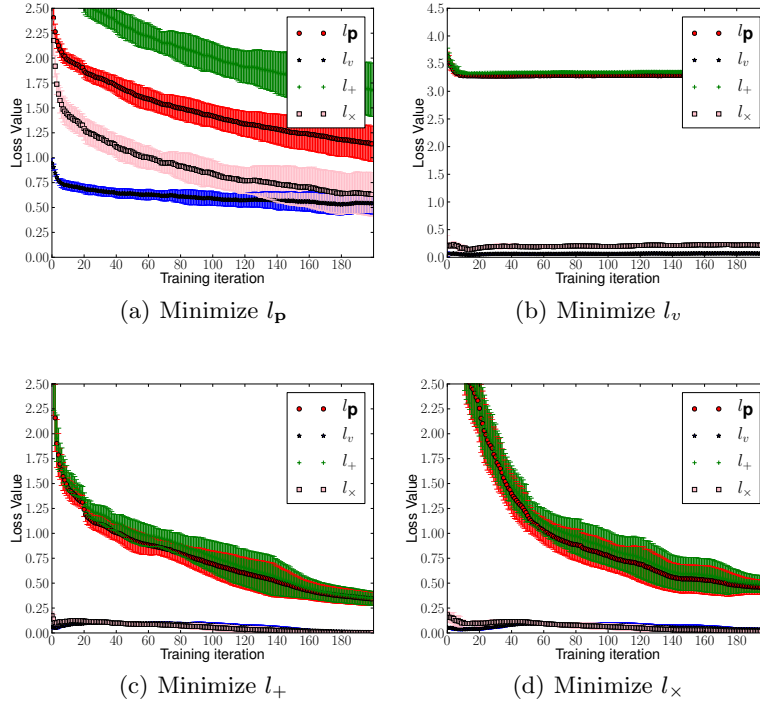 2.50
2.25
2.00
1.75
1.50
1.25
1.00
0.75
0.50
0.25
0.00
Loss Value
0 20 40 60 80 100 120 140 160 180
Training iteration
lp
lv
l+
l×
(a) Minimize lp
4.5
4.0
3.5
3.0
2.5
2.0
1.5
1.0
0.5
0.0
Loss Value
0 20 40 60 80 100 120 140 160 180
Training iteration
lp
lv
l+
l×
(b) Minimize lv
2.50
2.25
2.00
1.75
1.50
1.25
1.00
0.75
0.50
0.25
0.00
Loss Value
0 20 40 60 80 100 120 140 160 180
Training iteration
lp
lv
l+
l×
(c) Minimize l+
2.50
2.25
2.00
1.75
1.50
1.25
1.00
0.75
0.50
0.25
0.00
Loss Value
0 20 40 60 80 100 120 140 160 180
Training iteration
lp
lv
l+
l×
(d) Minimize l×